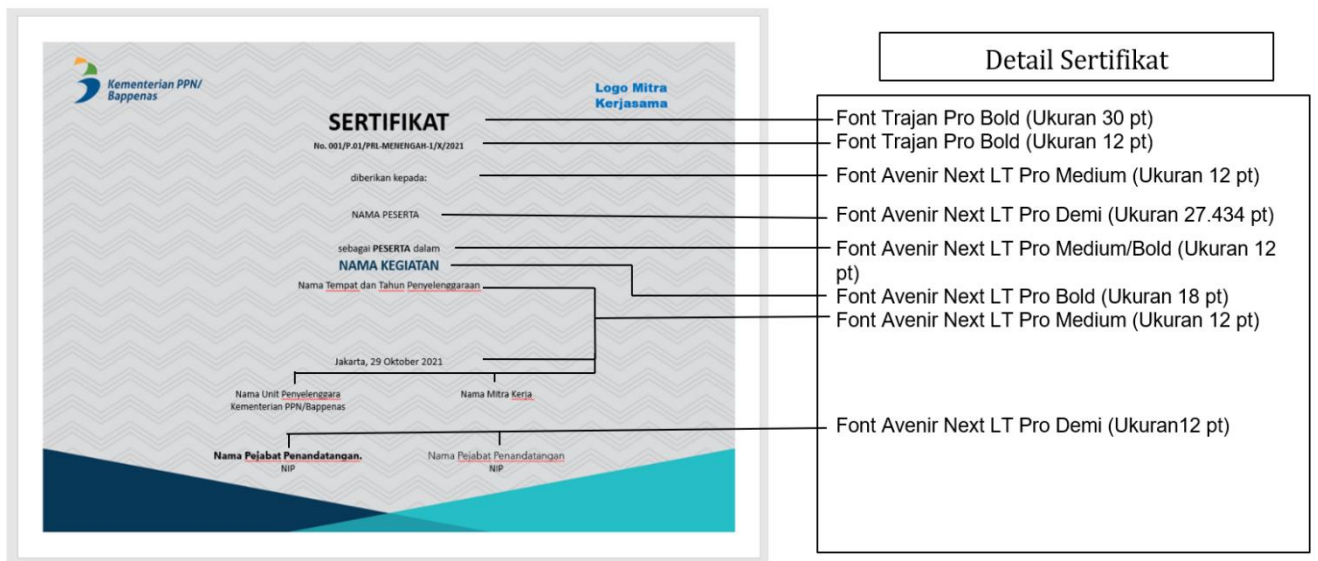 Kementerian PPN/
Bappenas
Logo Mitra
Kerjasama
SERTIFIKAT
No. 001/P.01/PRL-MENENGAH-1/X/2021
diberikan kepada:
NAMA PESERTA
sebagai PESERTA dalam
NAMA KEGIATAN
Nama Tempat dan Tahun Penyelenggaraan
Jakarta, 29 Oktober 2021
Nama Unit Penyelenggara
Kementerian PPN/Bappenas
Nama Mitra Kerja
Nama Pejabat Penandatangan.
NIP
Nama Pejabat Penandatangan
NIP
Detail Sertifikat
Font Trajan Pro Bold (Ukuran 30 pt)
Font Trajan Pro Bold (Ukuran 12 pt)
Font Avenir Next LT Pro Medium (Ukuran 12 pt)
Font Avenir Next LT Pro Demi (Ukuran 27.434 pt)
Font Avenir Next LT Pro Medium/Bold (Ukuran 12
pt)
Font Avenir Next LT Pro Bold (Ukuran 18 pt)
Font Avenir Next LT Pro Medium (Ukuran 12 pt)
Font Avenir Next LT Pro Demi (Ukuran12 pt)